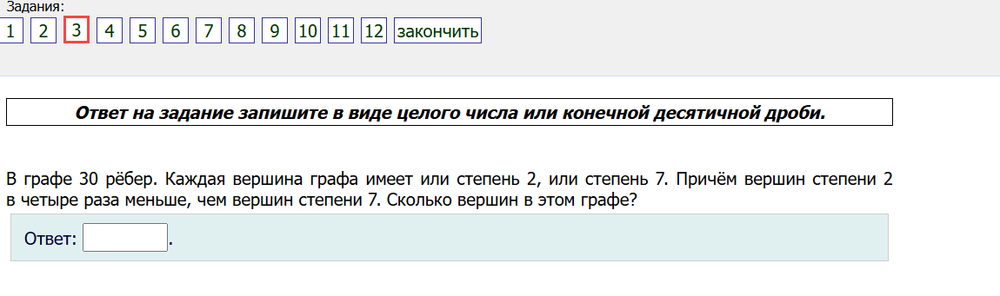 Задания:
1 2 3 4 5 6 7 8 9 10 11 12 закончить
Ответ на задание запишите в виде целого числа или конечной десятичной дроби.
В графе 30 рёбер. Каждая вершина графа имеет или степень 2, или степень 7. Причём вершин степени 2
в четыре раза меньше, чем вершин степени 7. Сколько вершин в этом графе?
Ответ: .